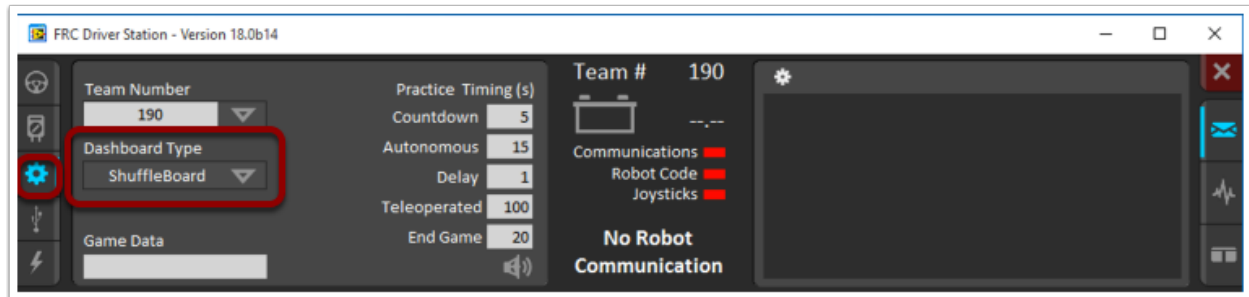 FRC Driver Station - Version 18.0b14
Team Number
190
Dashboard Type
ShuffleBoard
Game Data
Practice Timing (s)
Countdown 5
Autonomous 15
Delay 1
Teleoperated 100
End Game 20
Team # 190
--.--
Communications
Robot Code
Joysticks
No Robot
Communication